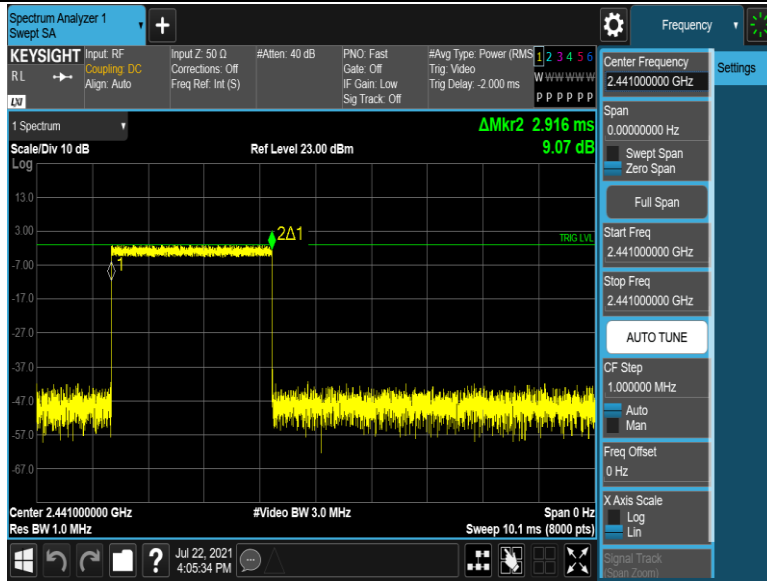 Spectrum Analyzer 1
Swept SA
Frequency
KEYSIGHT
RL
LXI
Input: RF
Coupling: DC
Align: Auto
Input Z: 50 Ω
Corrections: Off
Freq Ref: Int (S)
#Atten: 40 dB
PNO: Fast
Gate: Off
IF Gain: Low
Sig Track: Off
#Avg Type: Power (RMS
Trig: Video
Trig Delay: -2.000 ms
1 2 3 4 5 6
W W W W W W
P P P P P P
1 Spectrum
Scale/Div 10 dB
Log
Ref Level 23.00 dBm
ΔMkr2 2.916 ms
9.07 dB
13.0
3.00
-7.00
-17.0
-27.0
-37.0
-47.0
-57.0
-67.0
2Δ1
1
TRIG LVL
Center 2.441000000 GHz
Res BW 1.0 MHz
#Video BW 3.0 MHz
Span 0 Hz
Sweep 10.1 ms (8000 pts)
Jul 22, 2021
4:05:34 PM
Center Frequency
2.441000000 GHz
Span
0.00000000 Hz
Swept Span
Zero Span
Full Span
Start Freq
2.441000000 GHz
Stop Freq
2.441000000 GHz
AUTO TUNE
CF Step
1.000000 MHz
Auto
Man
Freq Offset
0 Hz
X Axis Scale
Log
Lin
Signal Track
(Span Zoom)
Settings